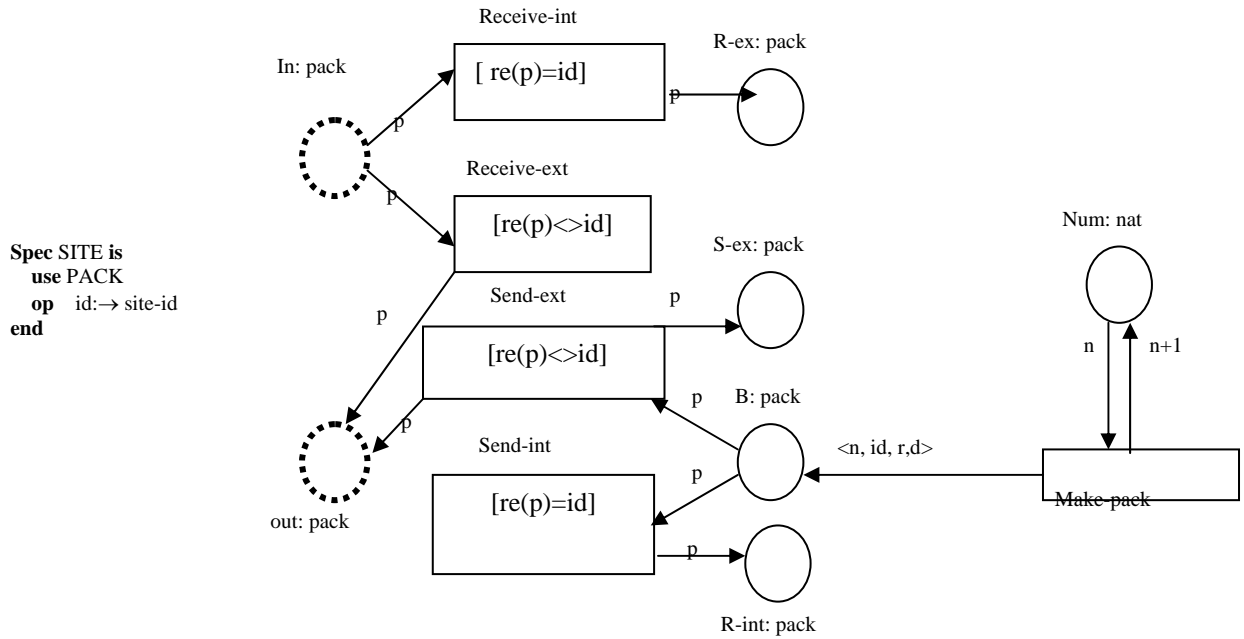 Receive-int
R-ex: pack
In: pack
[ re(p)=id]
p
p
p
Receive-ext
[re(p)<>id]
S-ex: pack
Num: nat
Spec SITE is
use PACK
op id:→ site-id
end
Send-ext
p
p
[re(p)<>id]
n
n+1
p
B: pack
p
Send-int
<n, id, r,d>
p
[re(p)=id]
Make-pack
out: pack
p
R-int: pack